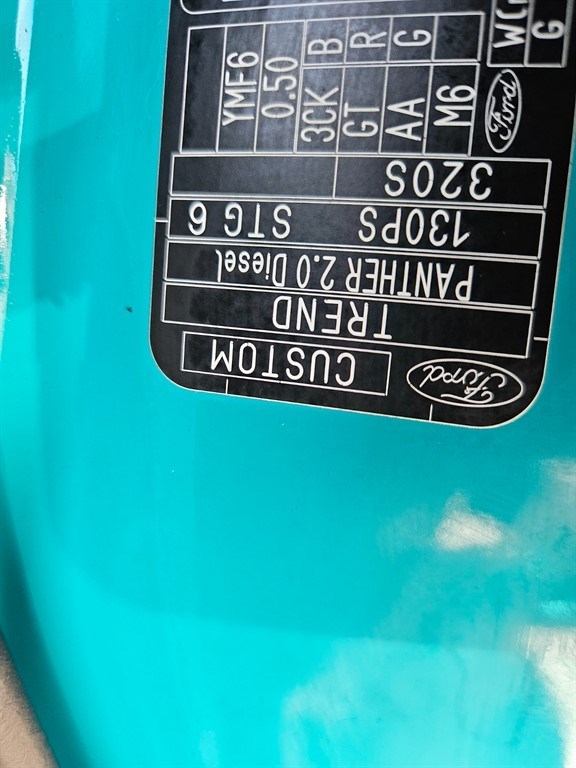 Ford CUSTOM
TREND
PANTHER 2.0 Diesel
130PS STG 6
320S
YMF6
0.50
3CK B
GT R
AA G
M6
Ford
G